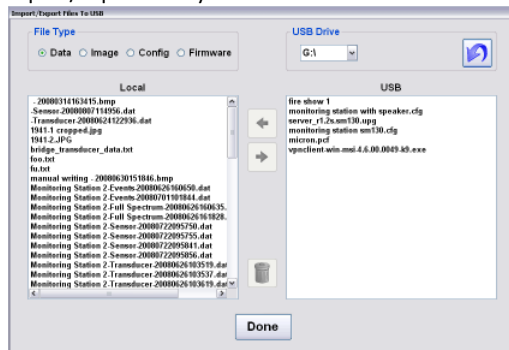 Import/Export Files To USB
File Type
Data Image Config Firmware
USB Drive
G:\
Local
USB
- 20080314163415.bmp
-Sensor-20080807114956.dat
-Transducer-20080624122936.dat
1941-1 cropped.jpg
1941-2.JPG
bridge_transducer_data.txt
foo.txt
fu.txt
manual writing - 20080630151846.bmp
Monitoring Station 2-Events-20080626160650.dat
Monitoring Station 2-Events-20080701101844.dat
Monitoring Station 2-Full Spectrum-20080626160635.
Monitoring Station 2-Full Spectrum-20080626161828.
Monitoring Station 2-Sensor-20080722095750.dat
Monitoring Station 2-Sensor-20080722095755.dat
Monitoring Station 2-Sensor-20080722095841.dat
Monitoring Station 2-Sensor-20080722095856.dat
Monitoring Station 2-Transducer-20080626103519.dat
Monitoring Station 2-Transducer-20080626103537.dat
Monitoring Station 2-Transducer-20080626103619.dat
fire show 1
monitoring station with speaker.cfg
server_r1.2s.sm130.upg
monitoring station sm130.cfg
micron.pcf
vpnclient-win-msi-4.6.00.0049-k9.exe
Done